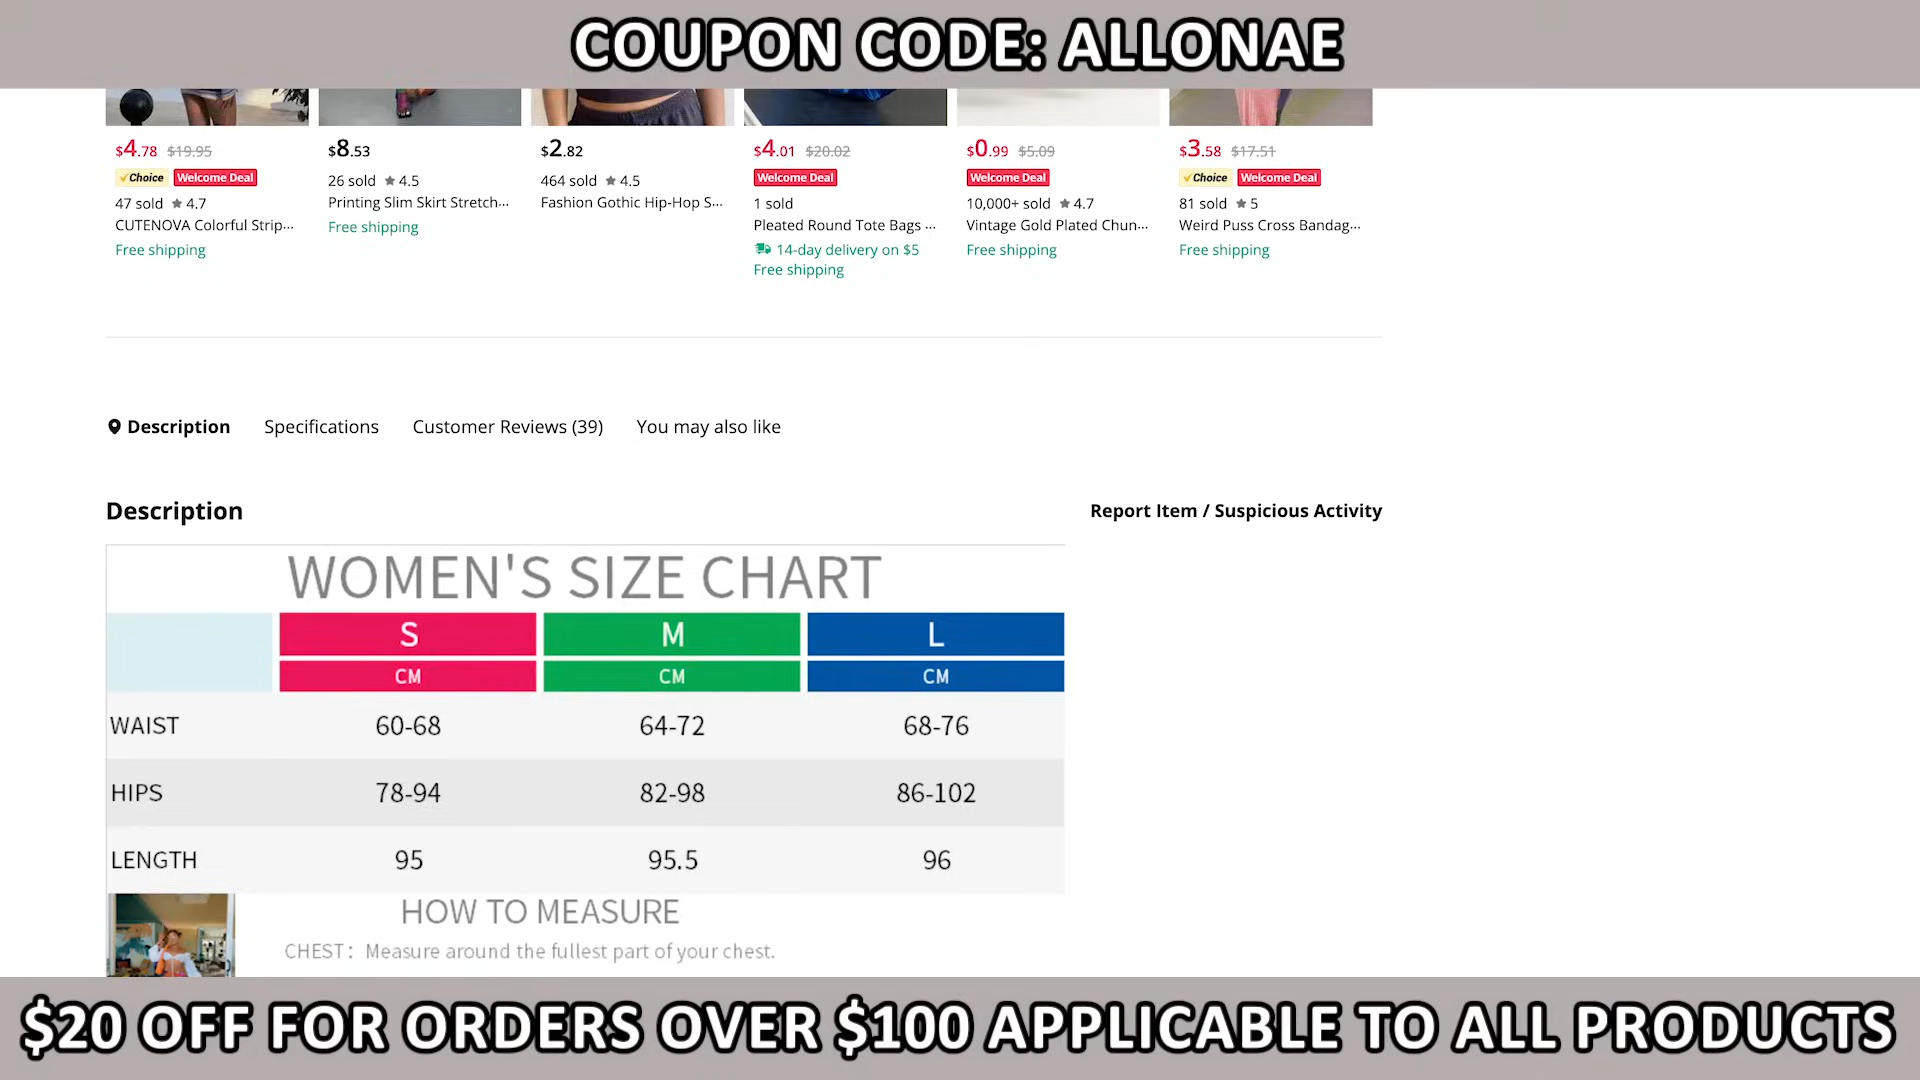 COUPON CODE: ALLONAE
$4.78 $19.95
Choice Welcome Deal
47 sold ★ 4.7
CUTENOVA Colorful Strip...
Free shipping
$8.53
26 sold ★ 4.5
Printing Slim Skirt Stretch...
Free shipping
$2.82
464 sold ★ 4.5
Fashion Gothic Hip-Hop S...
$4.01 $20.02
Welcome Deal
1 sold
Pleated Round Tote Bags ...
14-day delivery on $5
Free shipping
$0.99 $5.09
Welcome Deal
10,000+ sold ★ 4.7
Vintage Gold Plated Chun...
Free shipping
$3.58 $17.51
Choice Welcome Deal
81 sold ★ 5
Weird Puss Cross Bandag...
Free shipping
Description Specifications Customer Reviews (39) You may also like
Description
Report Item / Suspicious Activity
WOMEN'S SIZE CHART
S M L
CM CM CM
WAIST 60-68 64-72 68-76
HIPS 78-94 82-98 86-102
LENGTH 95 95.5 96
HOW TO MEASURE
CHEST: Measure around the fullest part of your chest.
$20 OFF FOR ORDERS OVER $100 APPLICABLE TO ALL PRODUCTS